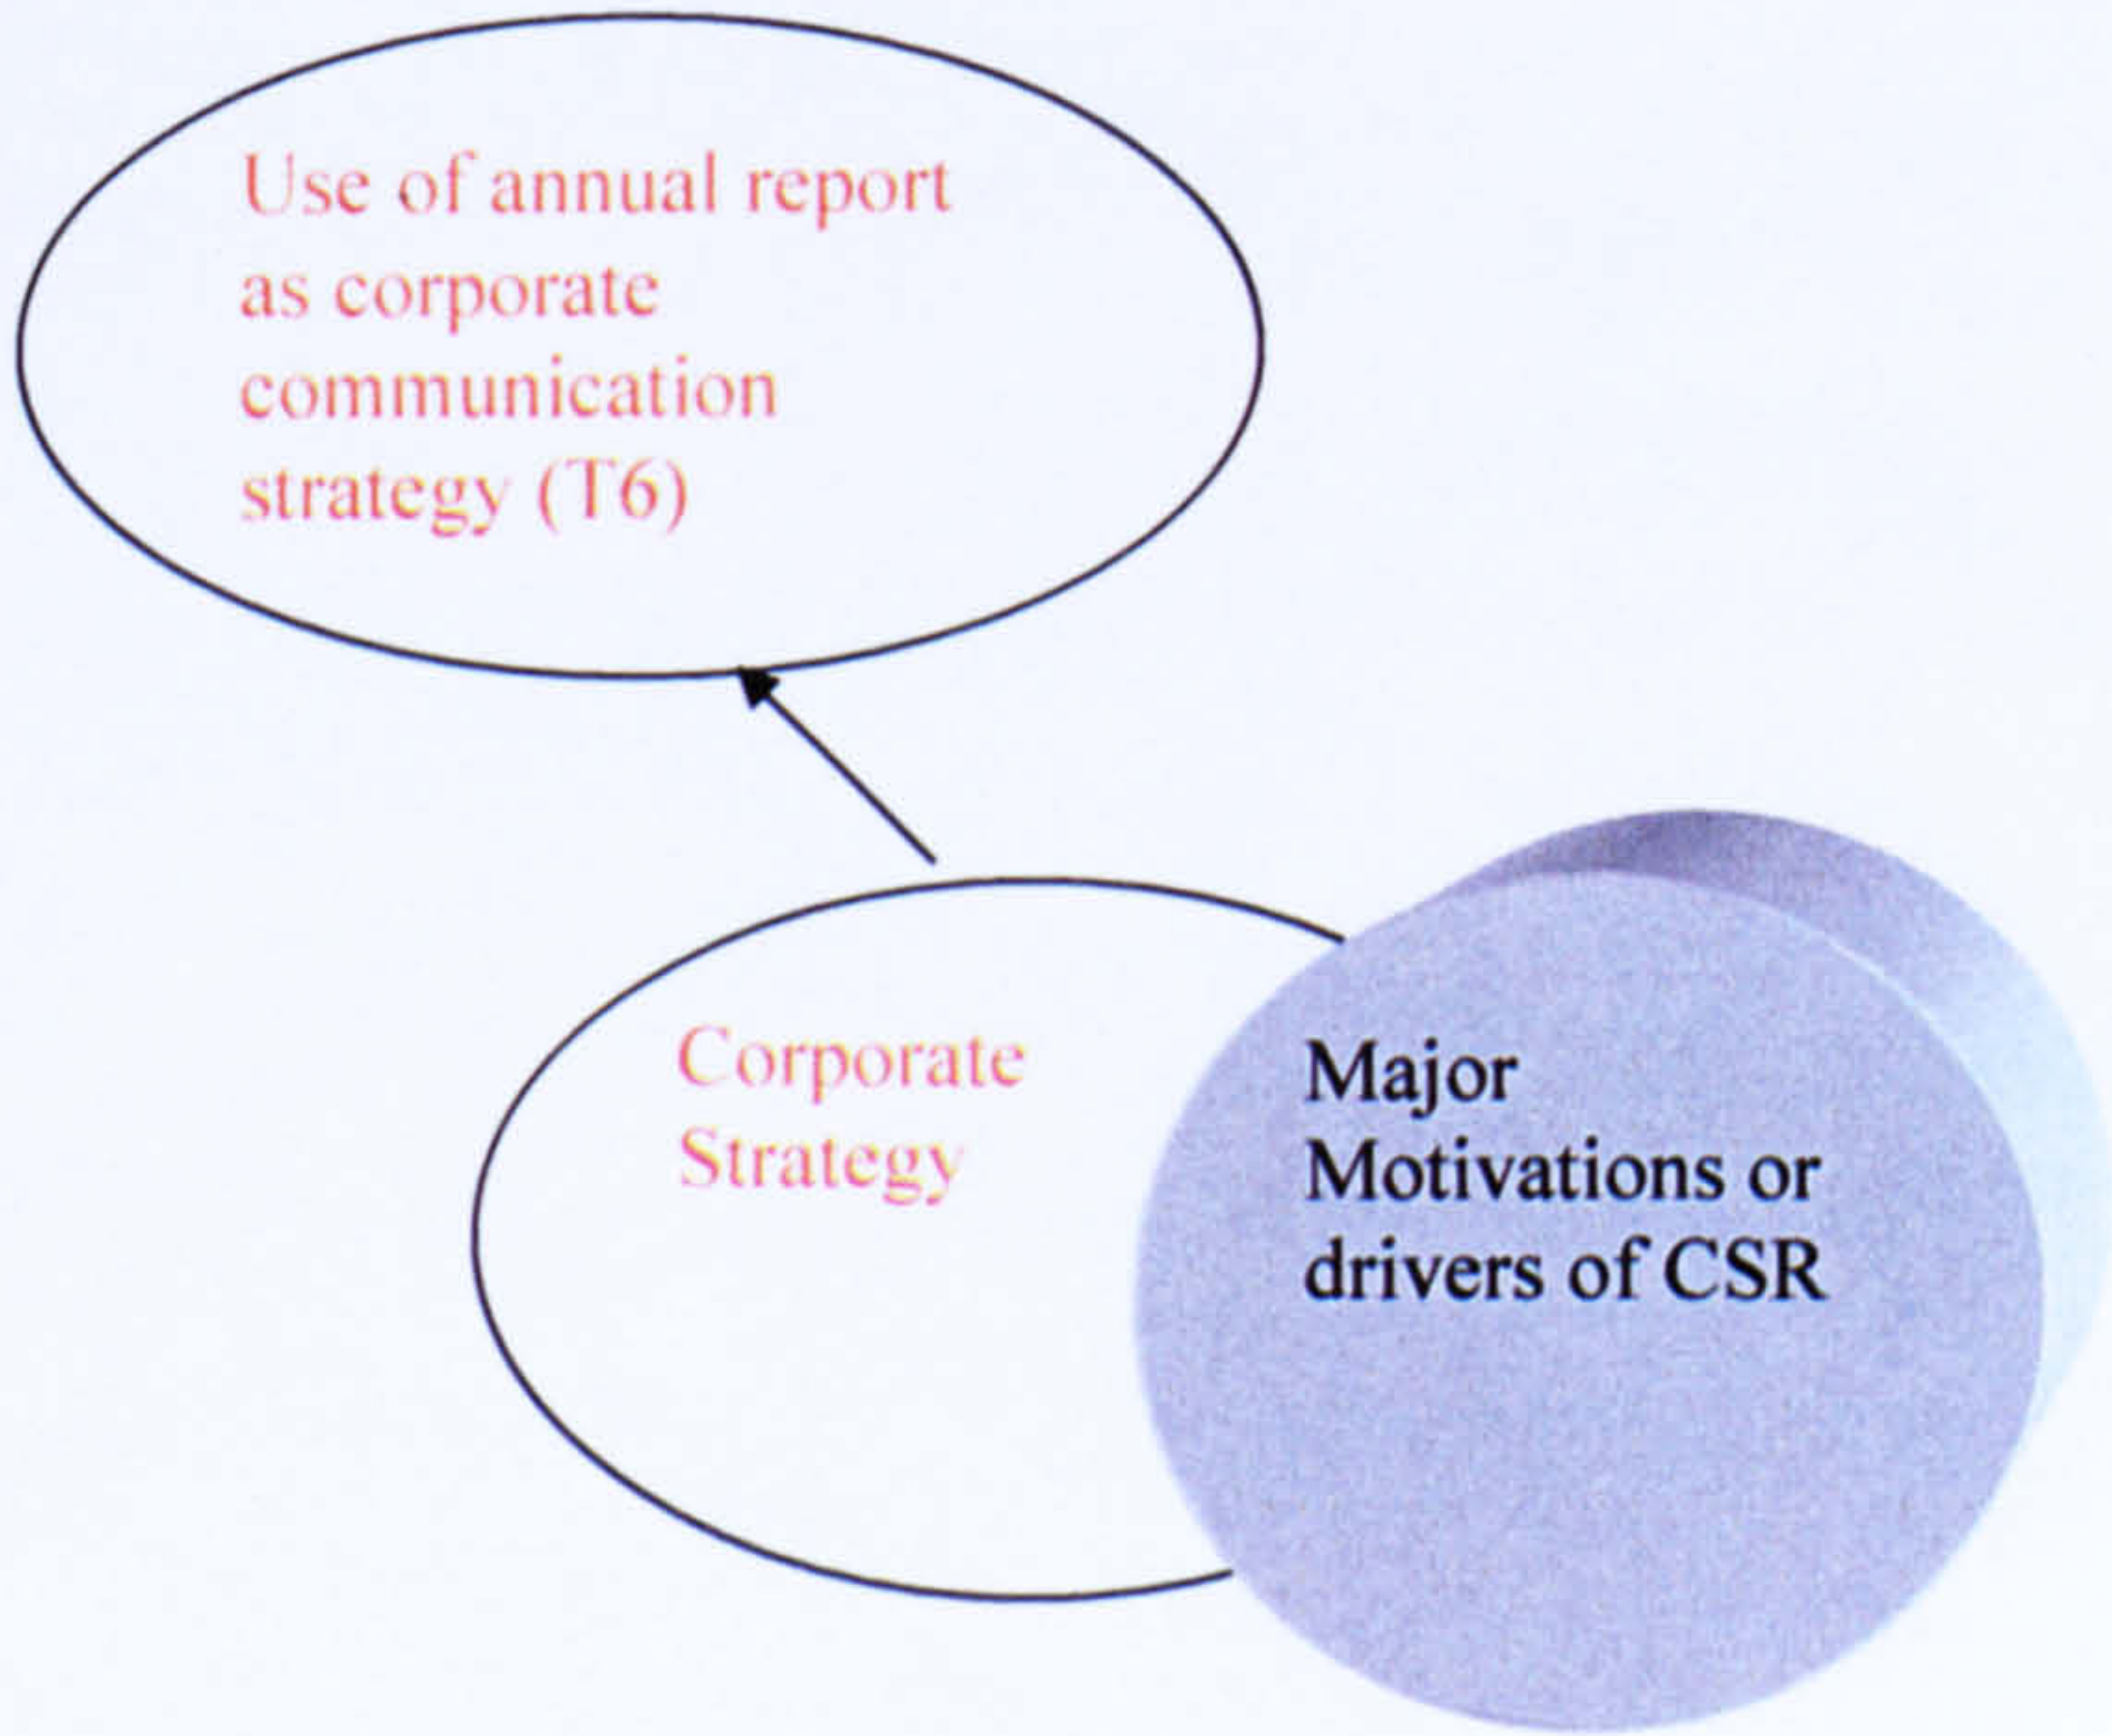 Use of annual report
as corporate
communication
strategy (T6)
Corporate
Strategy
Major
Motivations or
drivers of CSR